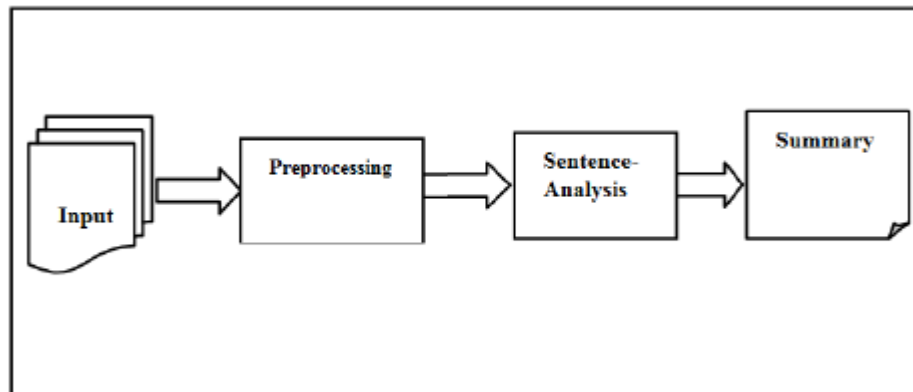 Input
Preprocessing
Sentence-
Analysis
Summary